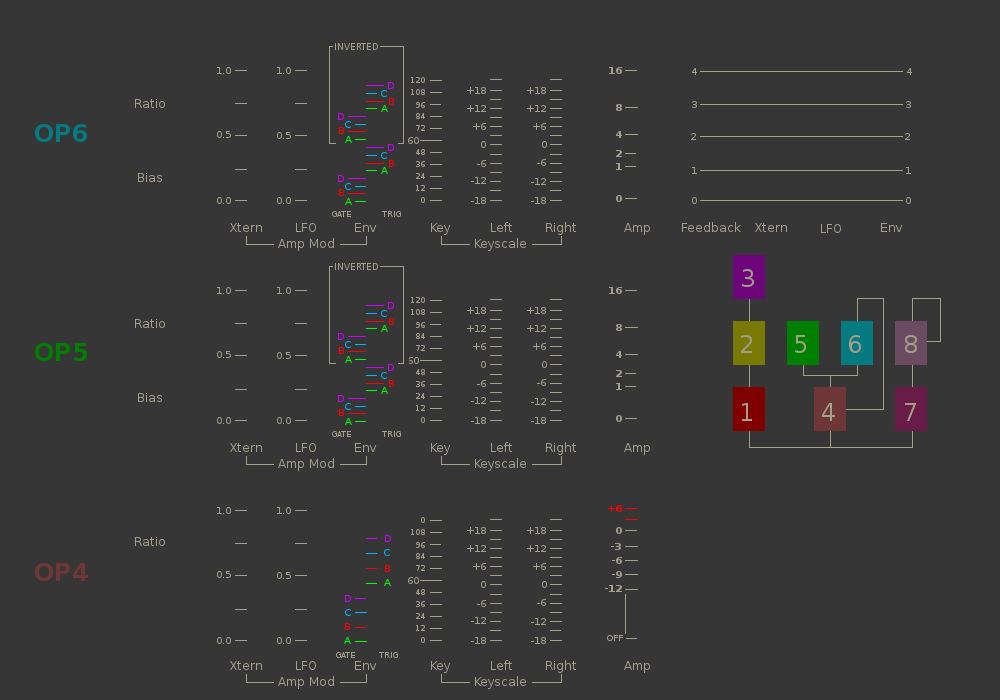 INVERTED
1.0 1.0 D 120 16 4 4
C 108 +18 +18
Ratio B 96
A 84 +12 +12 8 3 3
D
C 72 +6 +6
OP6 0.5 0.5 B 60 4 2 2
A 48 0 0
D
C 36 -6 -6 2
B
A 24 1 1 1
Bias D 12 -12 -12
C
B
0.0 0.0 A 0 -18 -18 0 0 0
GATE TRIG
Xtern LFO Env Key Left Right Amp Feedback Xtern LFO Env
Amp Mod Keyscale
INVERTED
3
1.0 1.0 D 120 16
C 108 +18 +18
Ratio B 96
A 84 +12 +12 8
D
C 72 +6 +6
OP5 0.5 0.5 B 60 4
A 48 0 0
2 5 6 8
D
C 36 -6 -6 2
B
A 24 1
Bias D 12 -12 -12
C
B
0.0 0.0 A 0 -18 -18 0
1 4 7
GATE TRIG
Xtern LFO Env Key Left Right Amp
Amp Mod Keyscale
1.0 1.0 0 +6
108 +18 +18 0
Ratio D 96
C 84 +12 +12 -3
B 72 +6 +6 -6
OP4 0.5 0.5 A 60 0 0 -9
48 -12
D 36 -6 -6
C 24
B 12 -12 -12
0.0 0.0 A 0 -18 -18 OFF
GATE TRIG
Xtern LFO Env Key Left Right Amp
Amp Mod Keyscale